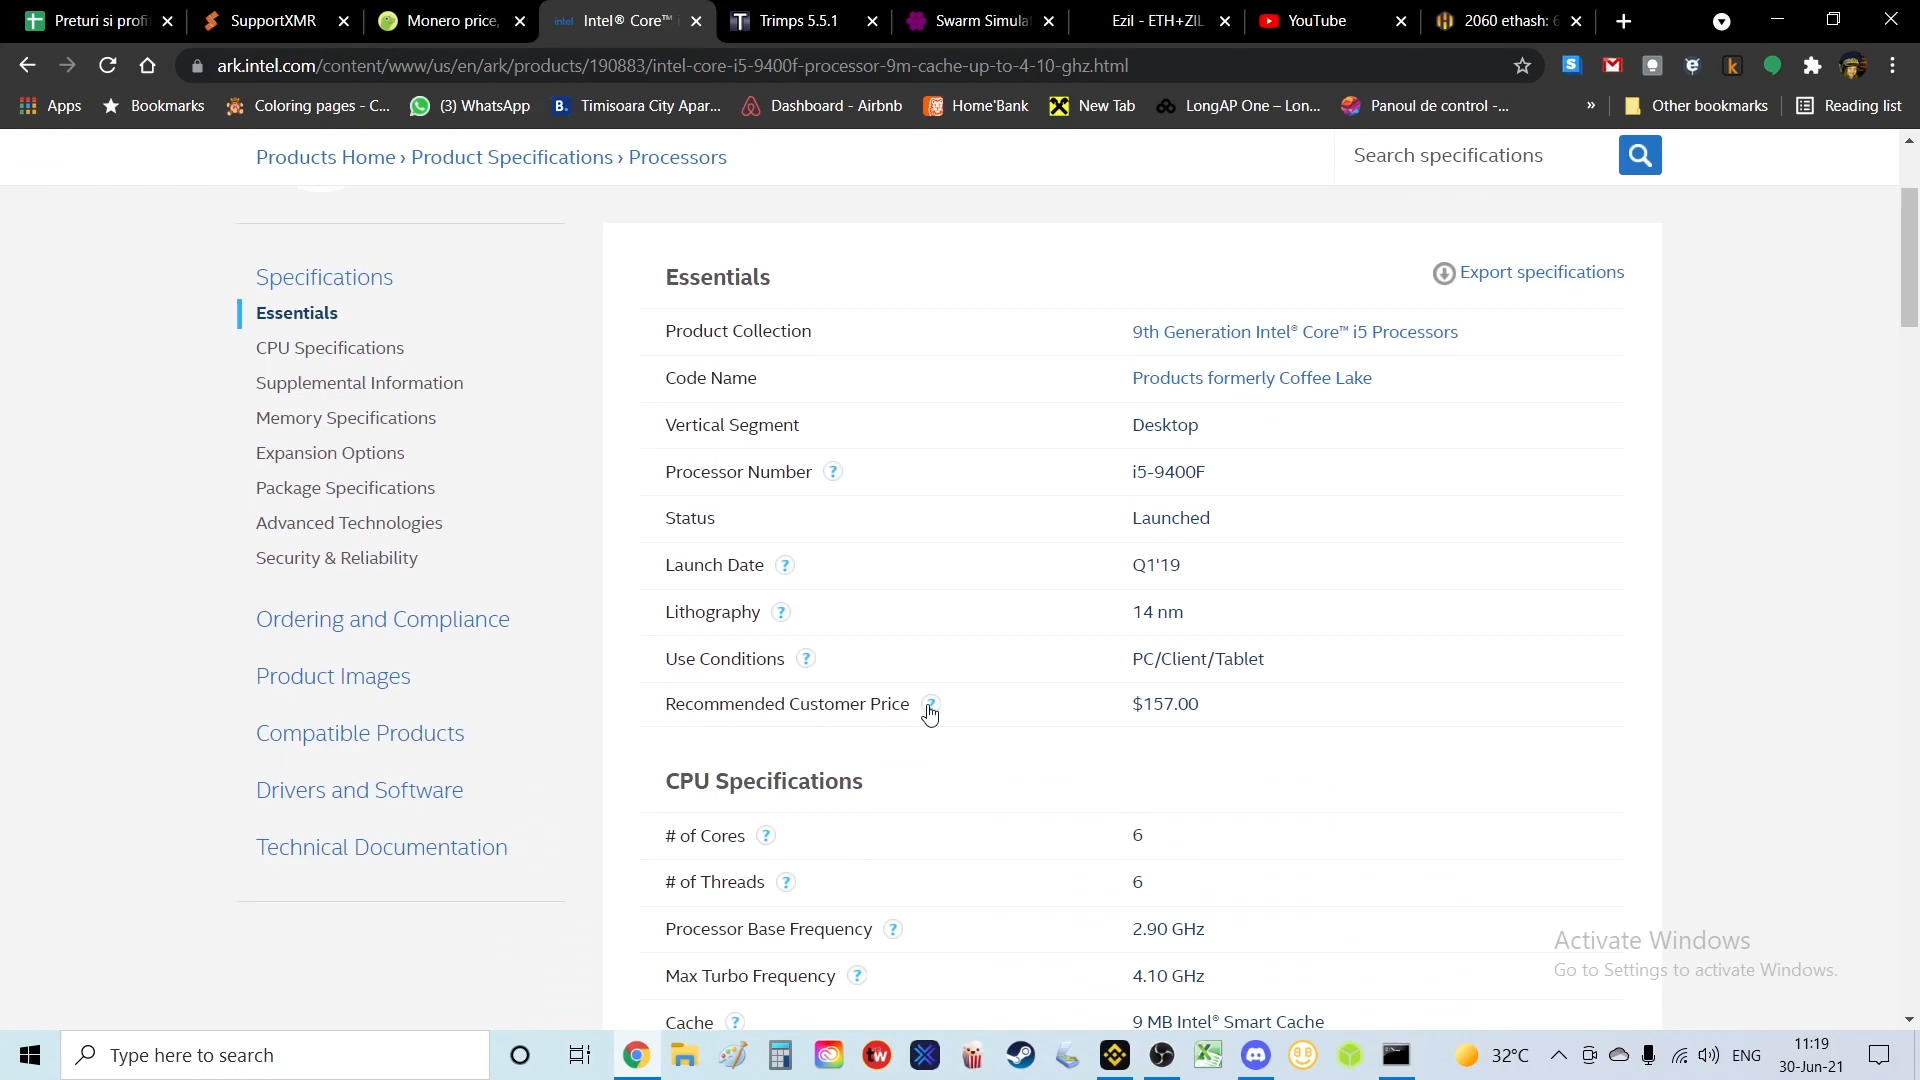 Preturi si profi
SupportXMR
Monero price,
intel Intel® Core™ i
Trimps 5.5.1
Swarm Simula
Ezil - ETH+ZIL
YouTube
2060 ethash: 6
ark.intel.com/content/www/us/en/ark/products/190883/intel-core-i5-9400f-processor-9m-cache-up-to-4-10-ghz.html
Apps
Bookmarks
Coloring pages - C...
(3) WhatsApp
Timisoara City Apar...
Dashboard - Airbnb
Home'Bank
New Tab
LongAP One – Lon...
Panoul de control -...
»
Other bookmarks
Reading list
Products Home › Product Specifications › Processors
Search specifications
Specifications
Essentials
CPU Specifications
Supplemental Information
Memory Specifications
Expansion Options
Package Specifications
Advanced Technologies
Security & Reliability
Ordering and Compliance
Product Images
Compatible Products
Drivers and Software
Technical Documentation
Essentials
Export specifications
Product Collection 9th Generation Intel® Core™ i5 Processors
Code Name Products formerly Coffee Lake
Vertical Segment Desktop
Processor Number ? i5-9400F
Status Launched
Launch Date ? Q1'19
Lithography ? 14 nm
Use Conditions ? PC/Client/Tablet
Recommended Customer Price ? $157.00
CPU Specifications
# of Cores ? 6
# of Threads ? 6
Processor Base Frequency ? 2.90 GHz
Max Turbo Frequency ? 4.10 GHz
Cache ? 9 MB Intel® Smart Cache
Activate Windows
Go to Settings to activate Windows.
Type here to search
32°C
ENG
11:19
30-Jun-21